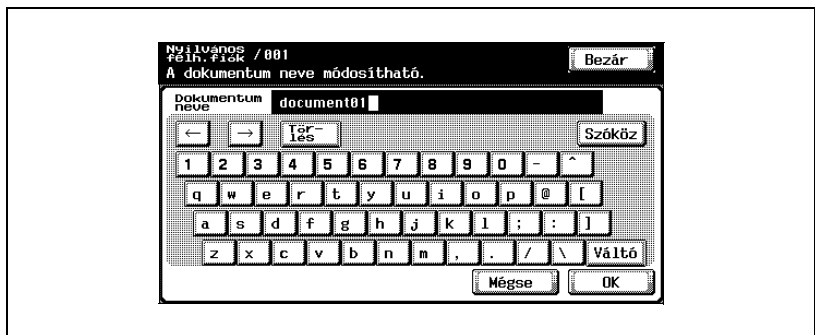 Nyilvános
félh.fiók /001
Bezár
A dokumentum neve módosítható.
Dokumentum
neve
document01
← → Tör-
lés Szóköz
1 2 3 4 5 6 7 8 9 0 - ^
q w e r t y u i o p @ [
a s d f g h j k l ; : ]
z x c v b n m , . / \ Váltó
Mégse OK